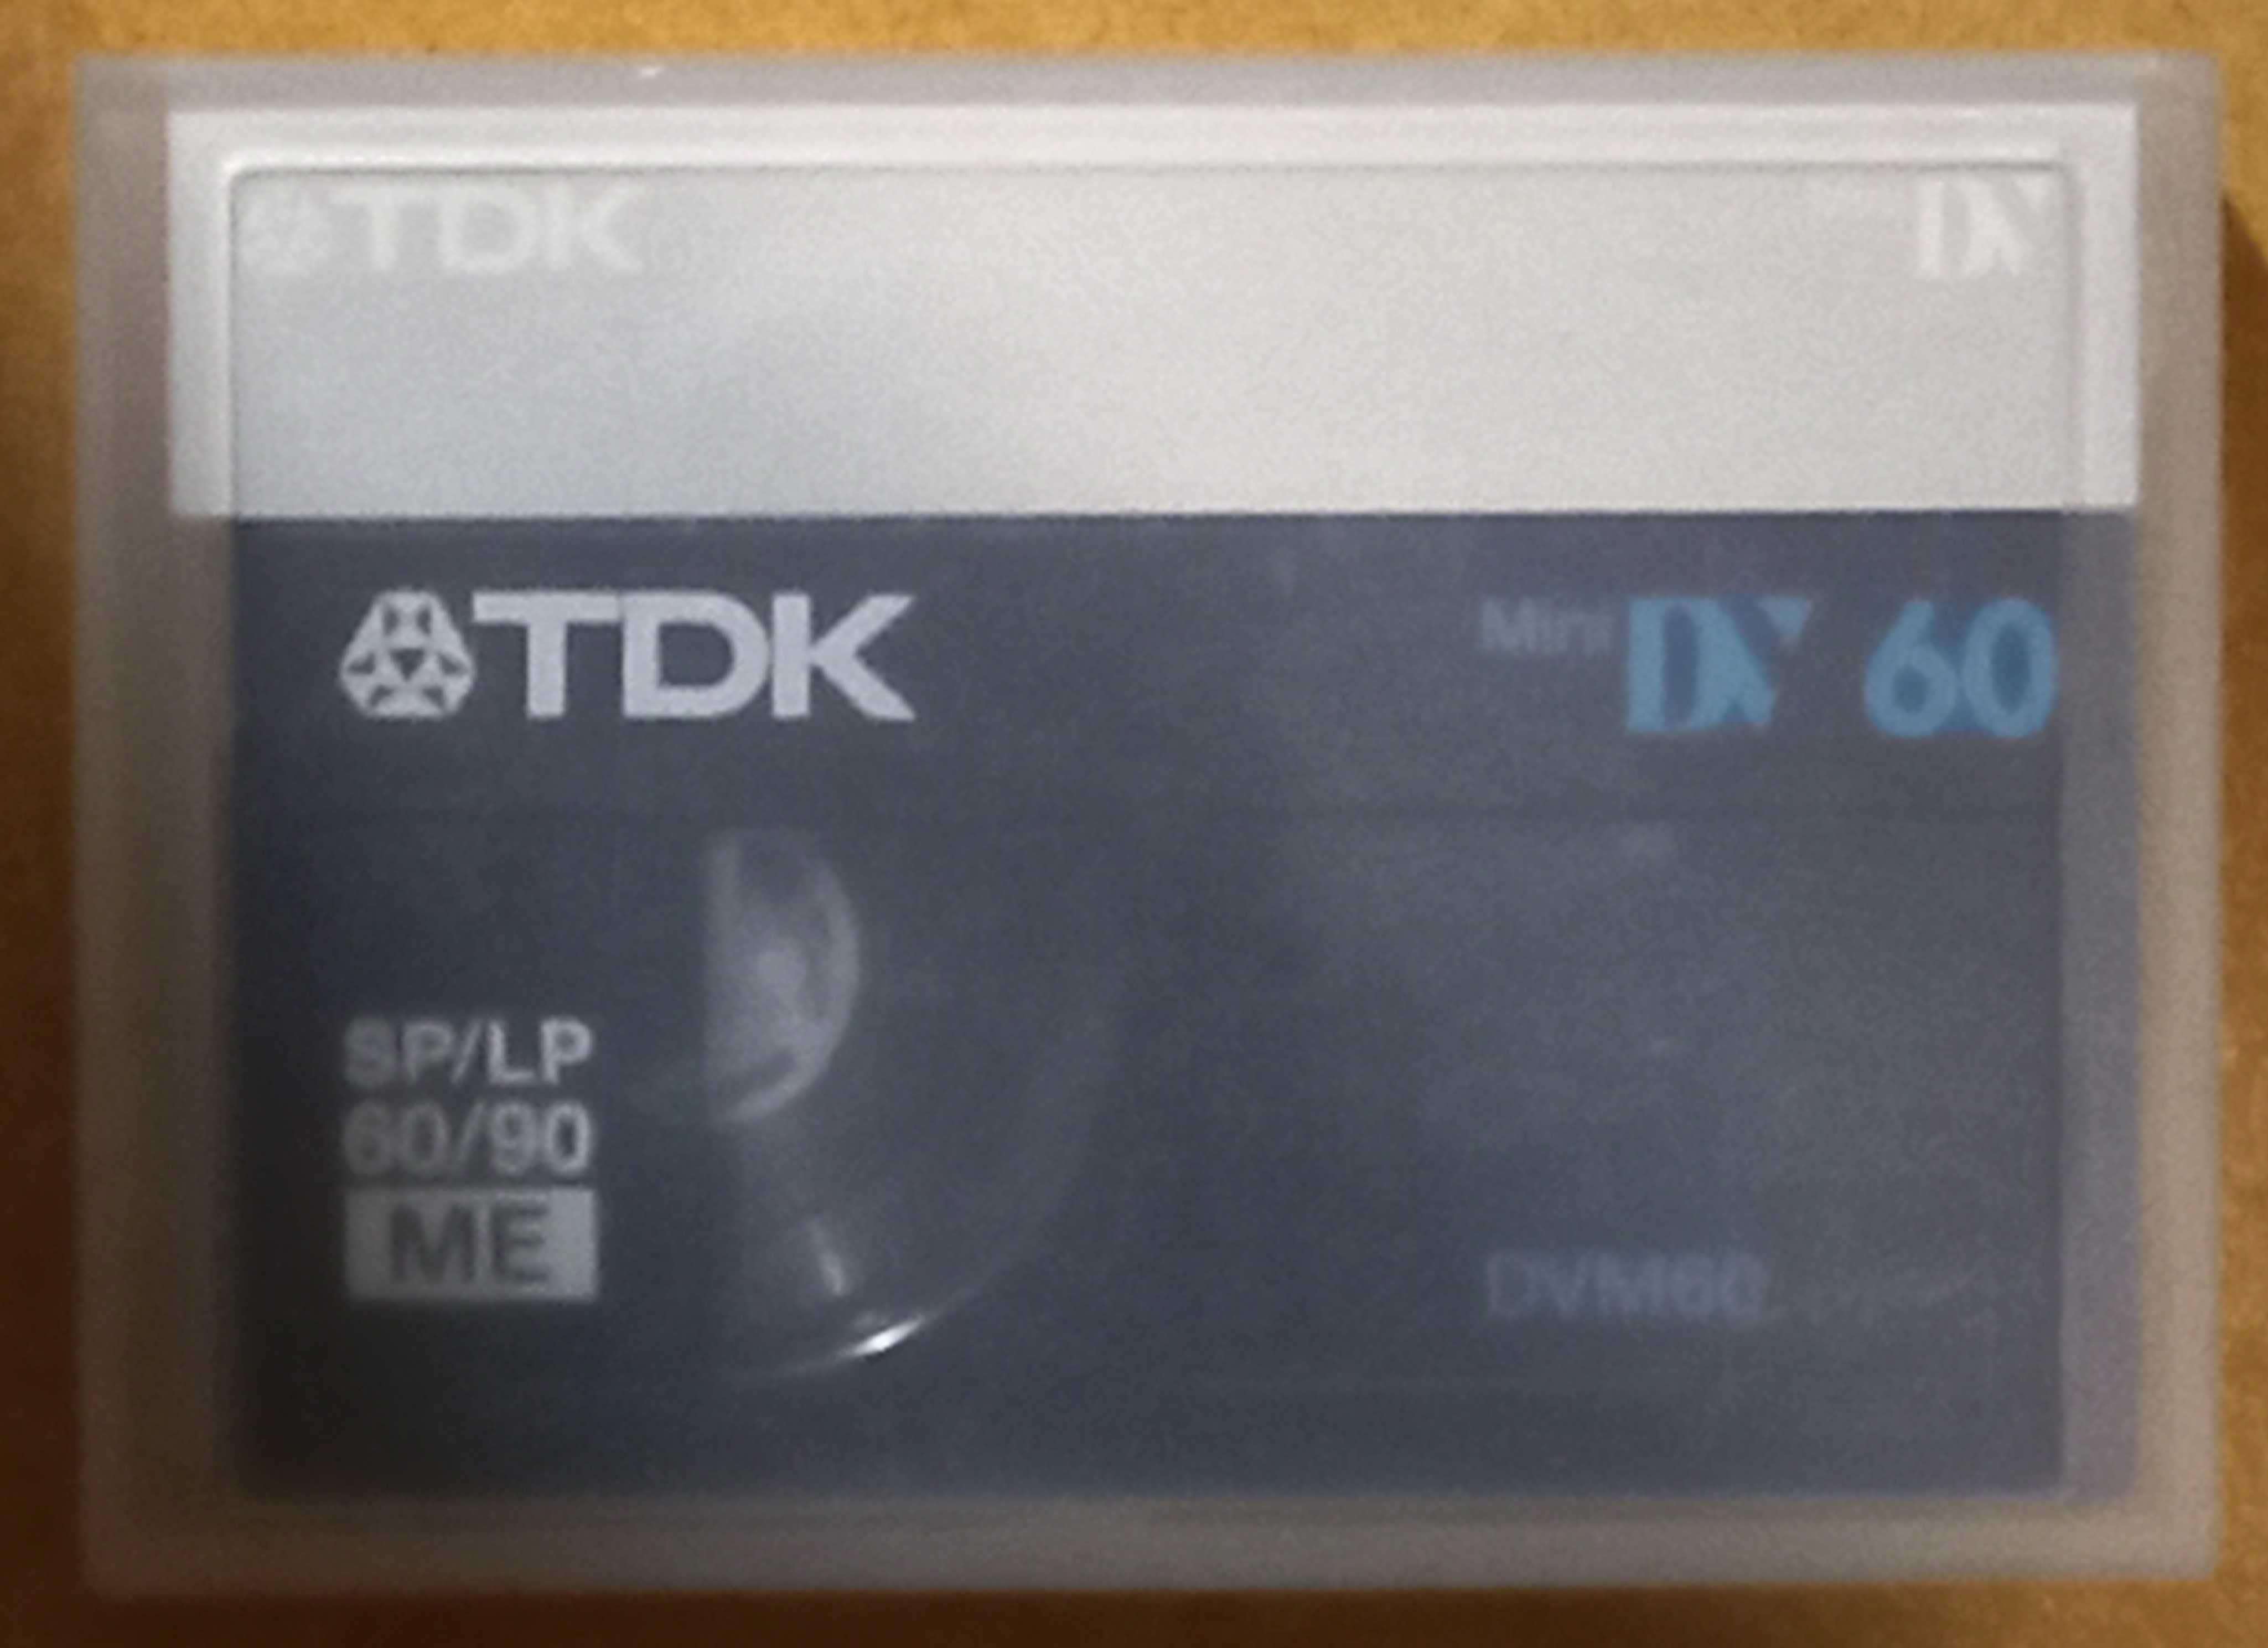 TDK DV
TDK Mini DV 60
SP/LP
60/90
ME
DVM60